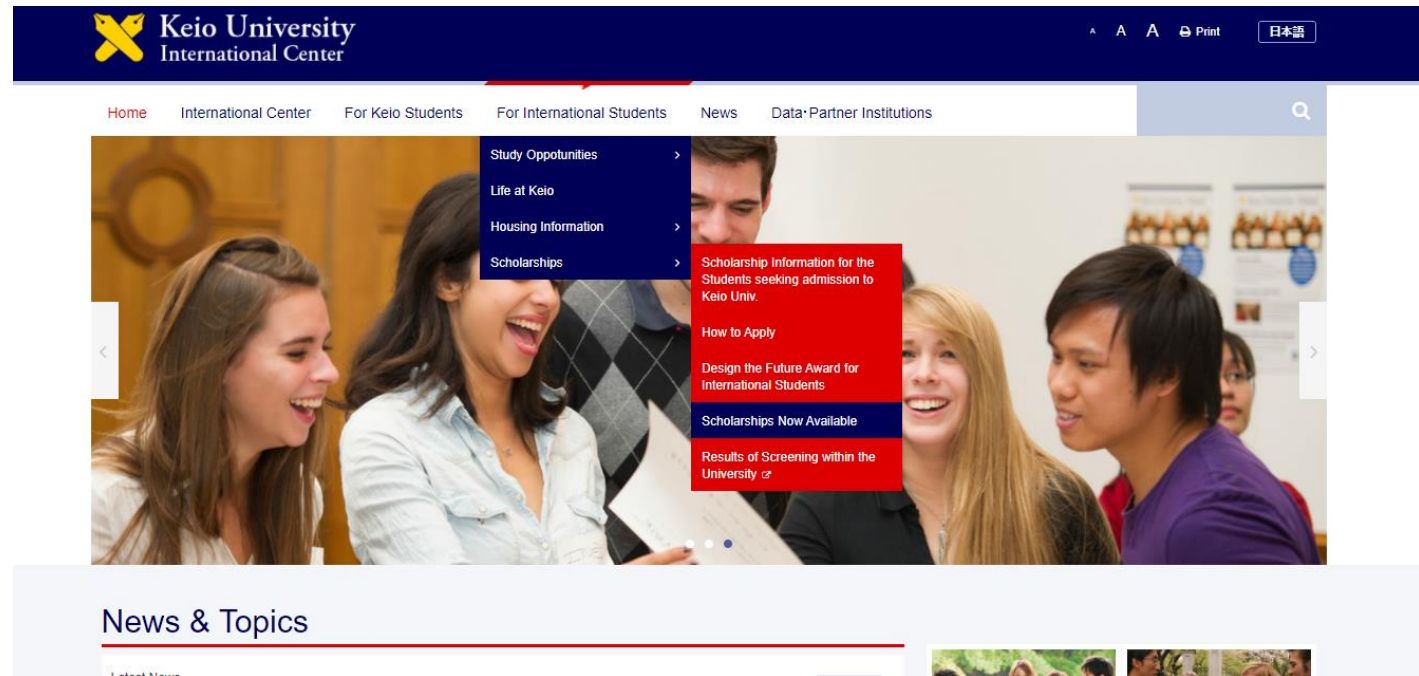 Keio University
International Center
A A A Print 日本語
Home International Center For Keio Students For International Students News Data・Partner Institutions
Study Oppotunities
Life at Keio
Housing Information
Scholarships
Scholarship Information for the
Students seeking admission to
Keio Univ.
How to Apply
Design the Future Award for
International Students
Scholarships Now Available
Results of Screening within the
University
News & Topics
Latest News